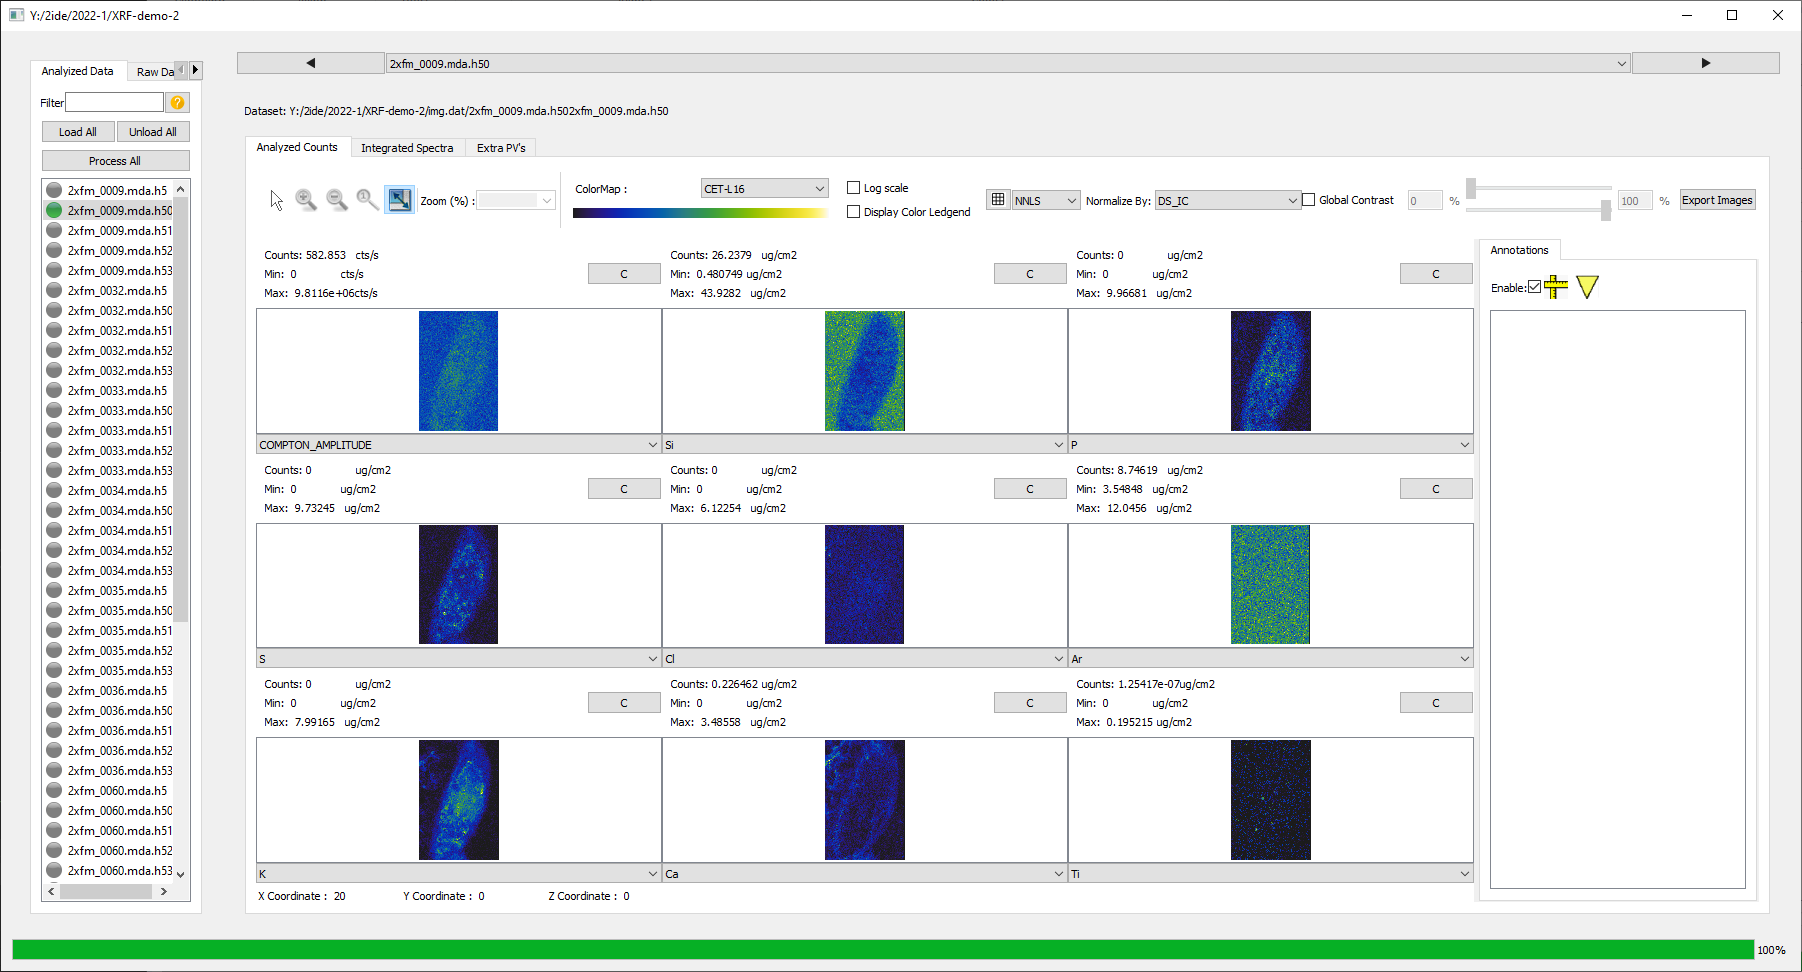 Y:/2ide/2022-1/XRF-demo-2
Analyized Data
Raw Da
Filter
Load All
Unload All
Process All
2xfm_0009.mda.h5
2xfm_0009.mda.h50
2xfm_0009.mda.h51
2xfm_0009.mda.h52
2xfm_0009.mda.h53
2xfm_0032.mda.h5
2xfm_0032.mda.h50
2xfm_0032.mda.h51
2xfm_0032.mda.h52
2xfm_0032.mda.h53
2xfm_0033.mda.h5
2xfm_0033.mda.h50
2xfm_0033.mda.h51
2xfm_0033.mda.h52
2xfm_0033.mda.h53
2xfm_0034.mda.h5
2xfm_0034.mda.h50
2xfm_0034.mda.h51
2xfm_0034.mda.h52
2xfm_0034.mda.h53
2xfm_0035.mda.h5
2xfm_0035.mda.h50
2xfm_0035.mda.h51
2xfm_0035.mda.h52
2xfm_0035.mda.h53
2xfm_0036.mda.h5
2xfm_0036.mda.h50
2xfm_0036.mda.h51
2xfm_0036.mda.h52
2xfm_0036.mda.h53
2xfm_0060.mda.h5
2xfm_0060.mda.h50
2xfm_0060.mda.h51
2xfm_0060.mda.h52
2xfm_0060.mda.h53
2xfm_0009.mda.h50
Dataset: Y:/2ide/2022-1/XRF-demo-2/img.dat/2xfm_0009.mda.h502xfm_0009.mda.h50
Analyzed Counts
Integrated Spectra
Extra PV's
Zoom (%) :
ColorMap :
CET-L16
Log scale
Display Color Ledgend
NNLS
Normalize By:
DS_IC
Global Contrast
0
%
100
%
Export Images
Counts: 582.853 cts/s
Min: 0 cts/s
Max: 9.8116e+06cts/s
C
COMPTON_AMPLITUDE
Counts: 26.2379 ug/cm2
Min: 0.480749 ug/cm2
Max: 43.9282 ug/cm2
C
Si
Counts: 0 ug/cm2
Min: 0 ug/cm2
Max: 9.96681 ug/cm2
C
P
Counts: 0 ug/cm2
Min: 0 ug/cm2
Max: 9.73245 ug/cm2
C
S
Counts: 0 ug/cm2
Min: 0 ug/cm2
Max: 6.12254 ug/cm2
C
Cl
Counts: 8.74619 ug/cm2
Min: 3.54848 ug/cm2
Max: 12.0456 ug/cm2
C
Ar
Counts: 0 ug/cm2
Min: 0 ug/cm2
Max: 7.99165 ug/cm2
C
K
Counts: 0.226462 ug/cm2
Min: 0 ug/cm2
Max: 3.48558 ug/cm2
C
Ca
Counts: 1.25417e-07ug/cm2
Min: 0 ug/cm2
Max: 0.195215 ug/cm2
C
Ti
X Coordinate : 20
Y Coordinate : 0
Z Coordinate : 0
Annotations
Enable:
100%